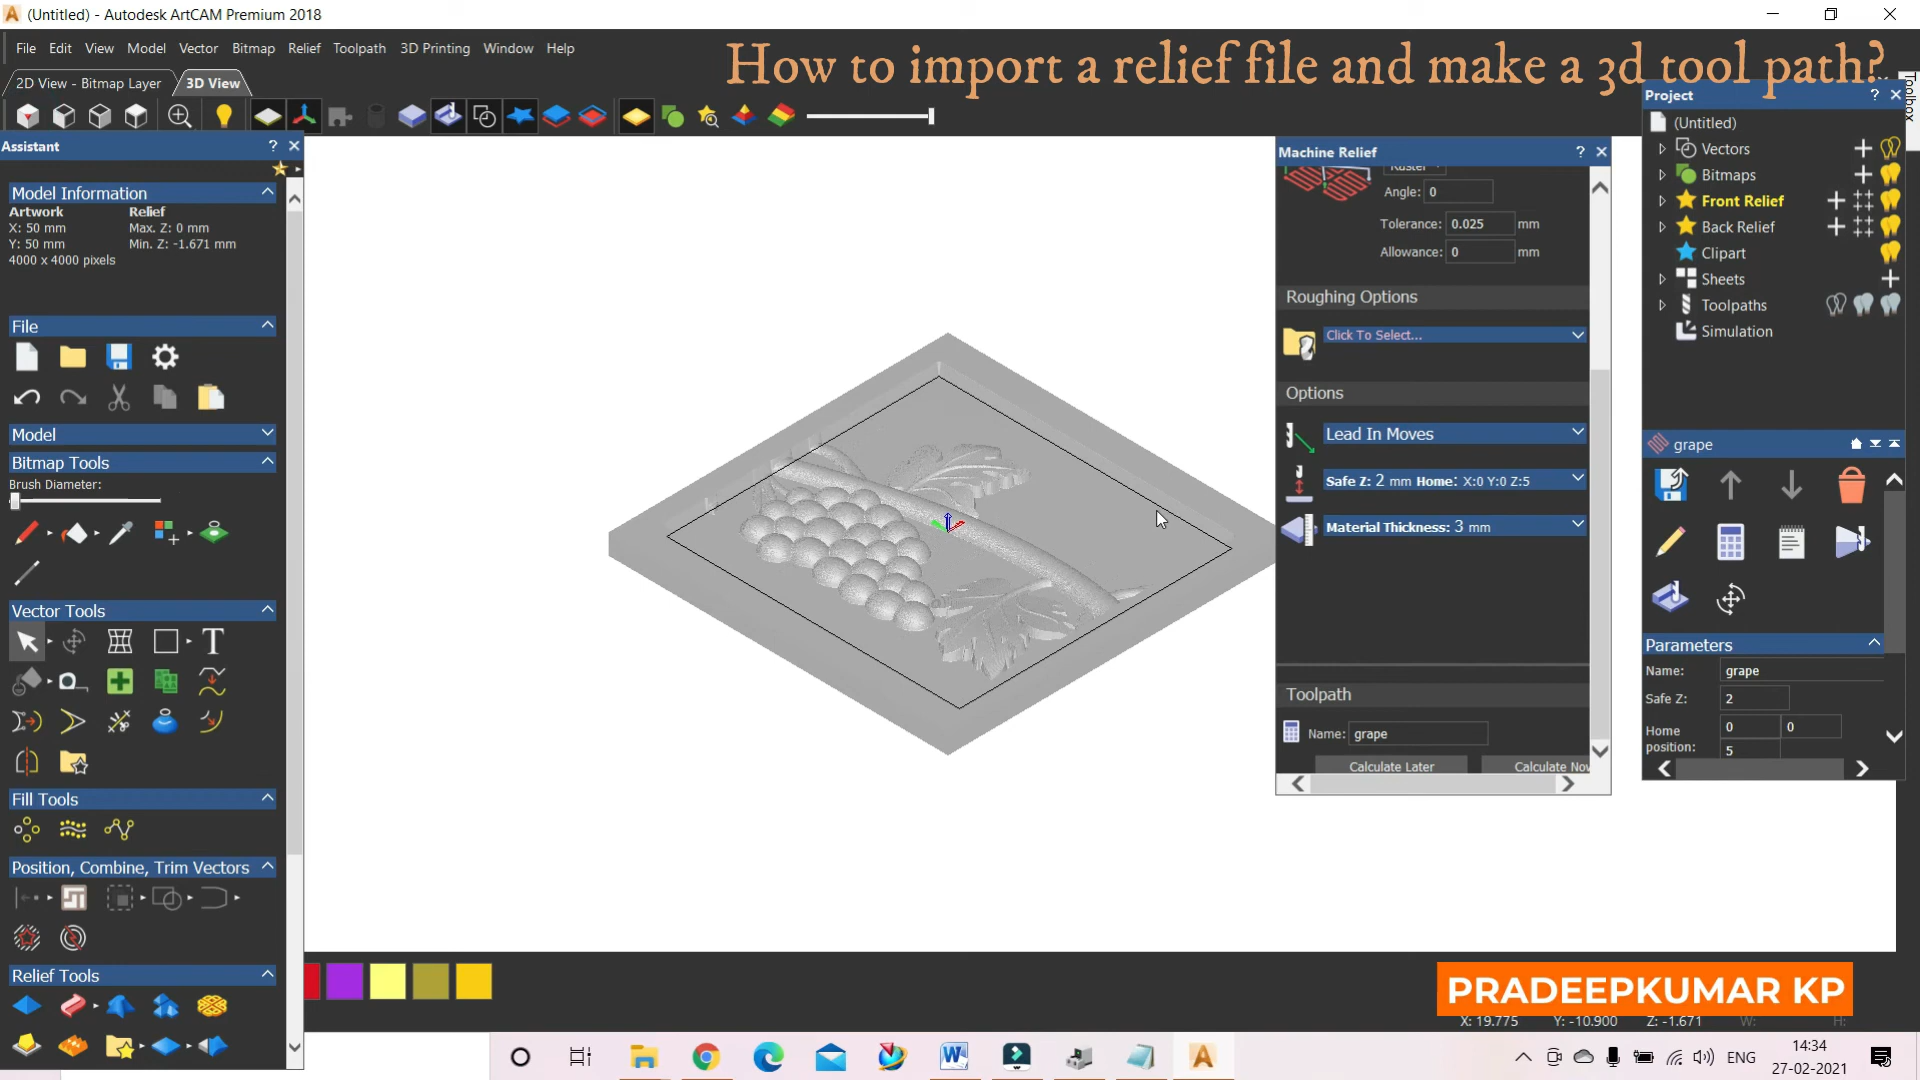 (Untitled) - Autodesk ArtCAM Premium 2018
File Edit View Model Vector Bitmap Relief Toolpath 3D Printing Window Help
How to import a relief file and make a 3d tool path?
2D View - Bitmap Layer 3D View
Toolbox
Assistant ?
Model Information
Artwork Relief
X: 50 mm Max. Z: 0 mm
Y: 50 mm Min. Z: -1.671 mm
4000 x 4000 pixels
File
Model
Bitmap Tools
Brush Diameter:
Vector Tools
Fill Tools
Position, Combine, Trim Vectors
Relief Tools
Machine Relief ?
Raster
Angle: 0
Tolerance: 0.025 mm
Allowance: 0 mm
Roughing Options
Click To Select...
Options
Lead In Moves
Safe Z: 2 mm Home: X:0 Y:0 Z:5
Material Thickness: 3 mm
Toolpath
Name: grape
Calculate Later Calculate Nov
Project ?
(Untitled)
Vectors
Bitmaps
Front Relief
Back Relief
Clipart
Sheets
Toolpaths
Simulation
grape
Parameters
Name: grape
Safe Z: 2
Home position: 0 0
5
PRADEEPKUMAR KP
X: 19.775 Y: -10.900 Z: -1.671 W: H:
ENG
14:34
27-02-2021